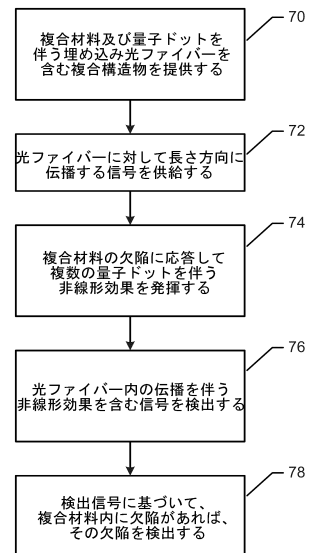 複合材料及び量子ドットを
伴う埋め込み光ファイバーを
含む複合構造物を提供する
70
光ファイバーに対して長さ方向に
伝播する信号を供給する
72
複合材料の欠陥に応答して
複数の量子ドットを伴う
非線形効果を発揮する
74
光ファイバー内の伝播を伴う
非線形効果を含む信号を検出する
76
検出信号に基づいて、
複合材料内に欠陥があれば、
その欠陥を検出する
78